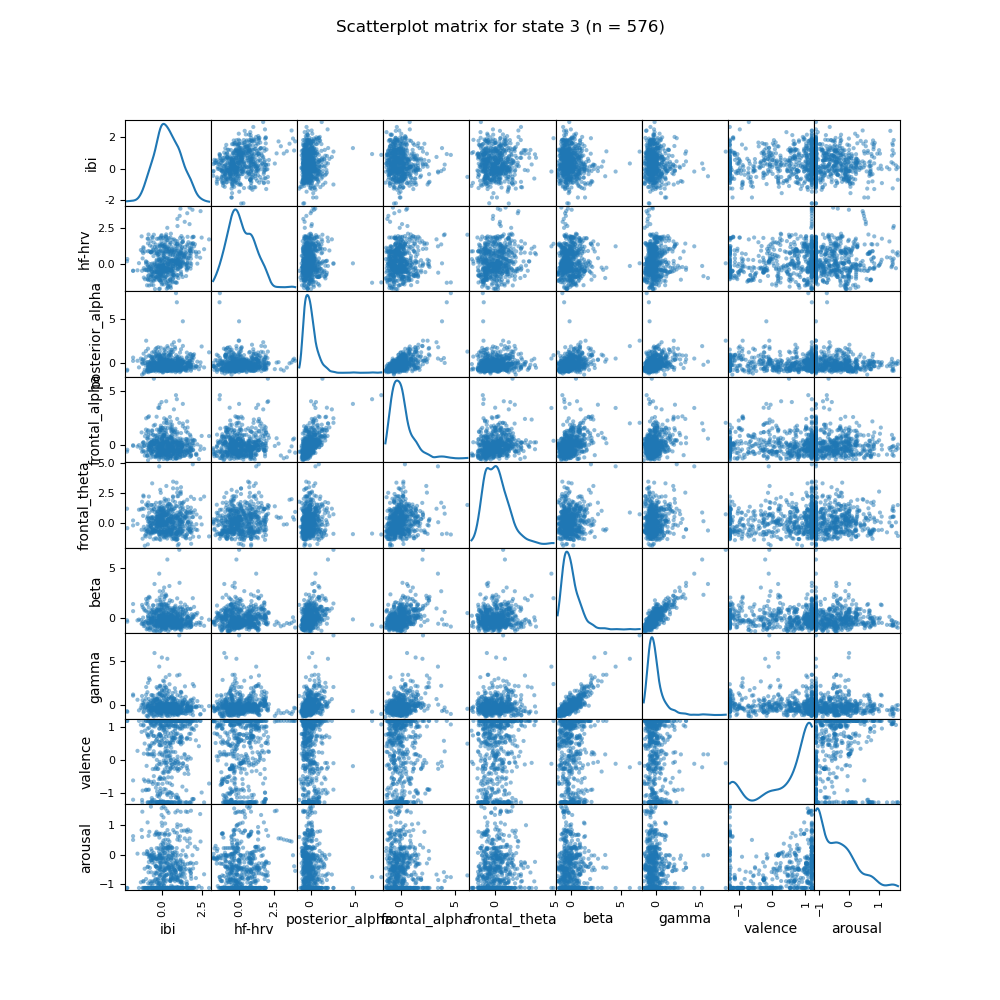 Scatterplot matrix for state 3 (n = 576)
ibi
2
0
-2
hf-hrv
2.5
0.0
posterior_alpha
5
0
frontal_alpha
5
0
frontal_theta
5.0
2.5
0.0
beta
5
0
gamma
5
0
valence
1
0
−1
arousal
1
0
−1
0.0 2.5 0.0 2.5 0 5 0 5 0 5 0 5 0 5 −1 0 1 −1 0 1
ibi hf-hrv posterior_alpha frontal_alpha frontal_theta beta gamma valence arousal